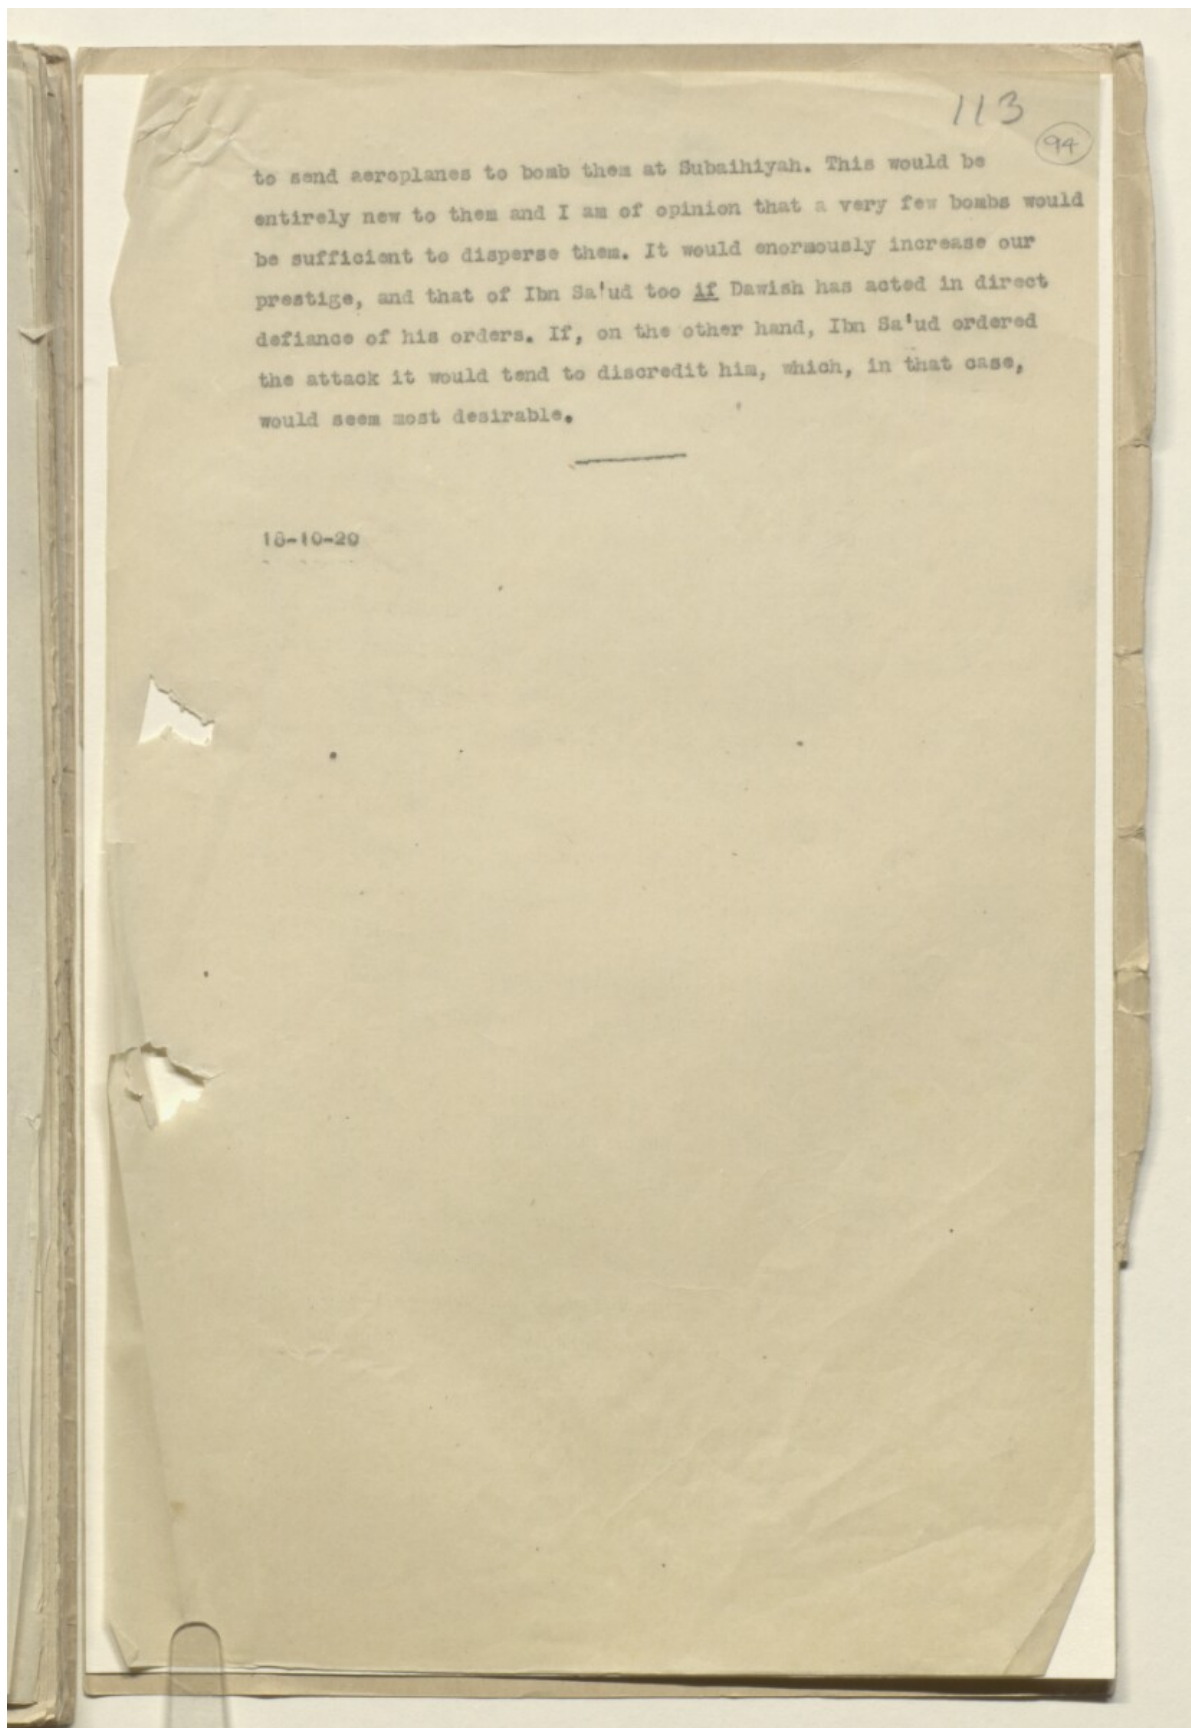 113
94
to send aeroplanes to bomb them at Subaihiyah. This would be
entirely new to them and I am of opinion that a very few bombs would
be sufficient to disperse them. It would enormously increase our
prestige, and that of Ibn Sa'ud too if Dawish has acted in direct
defiance of his orders. If, on the other hand, Ibn Sa'ud ordered
the attack it would tend to discredit him, which, in that case,
would seem most desirable.
18-10-20